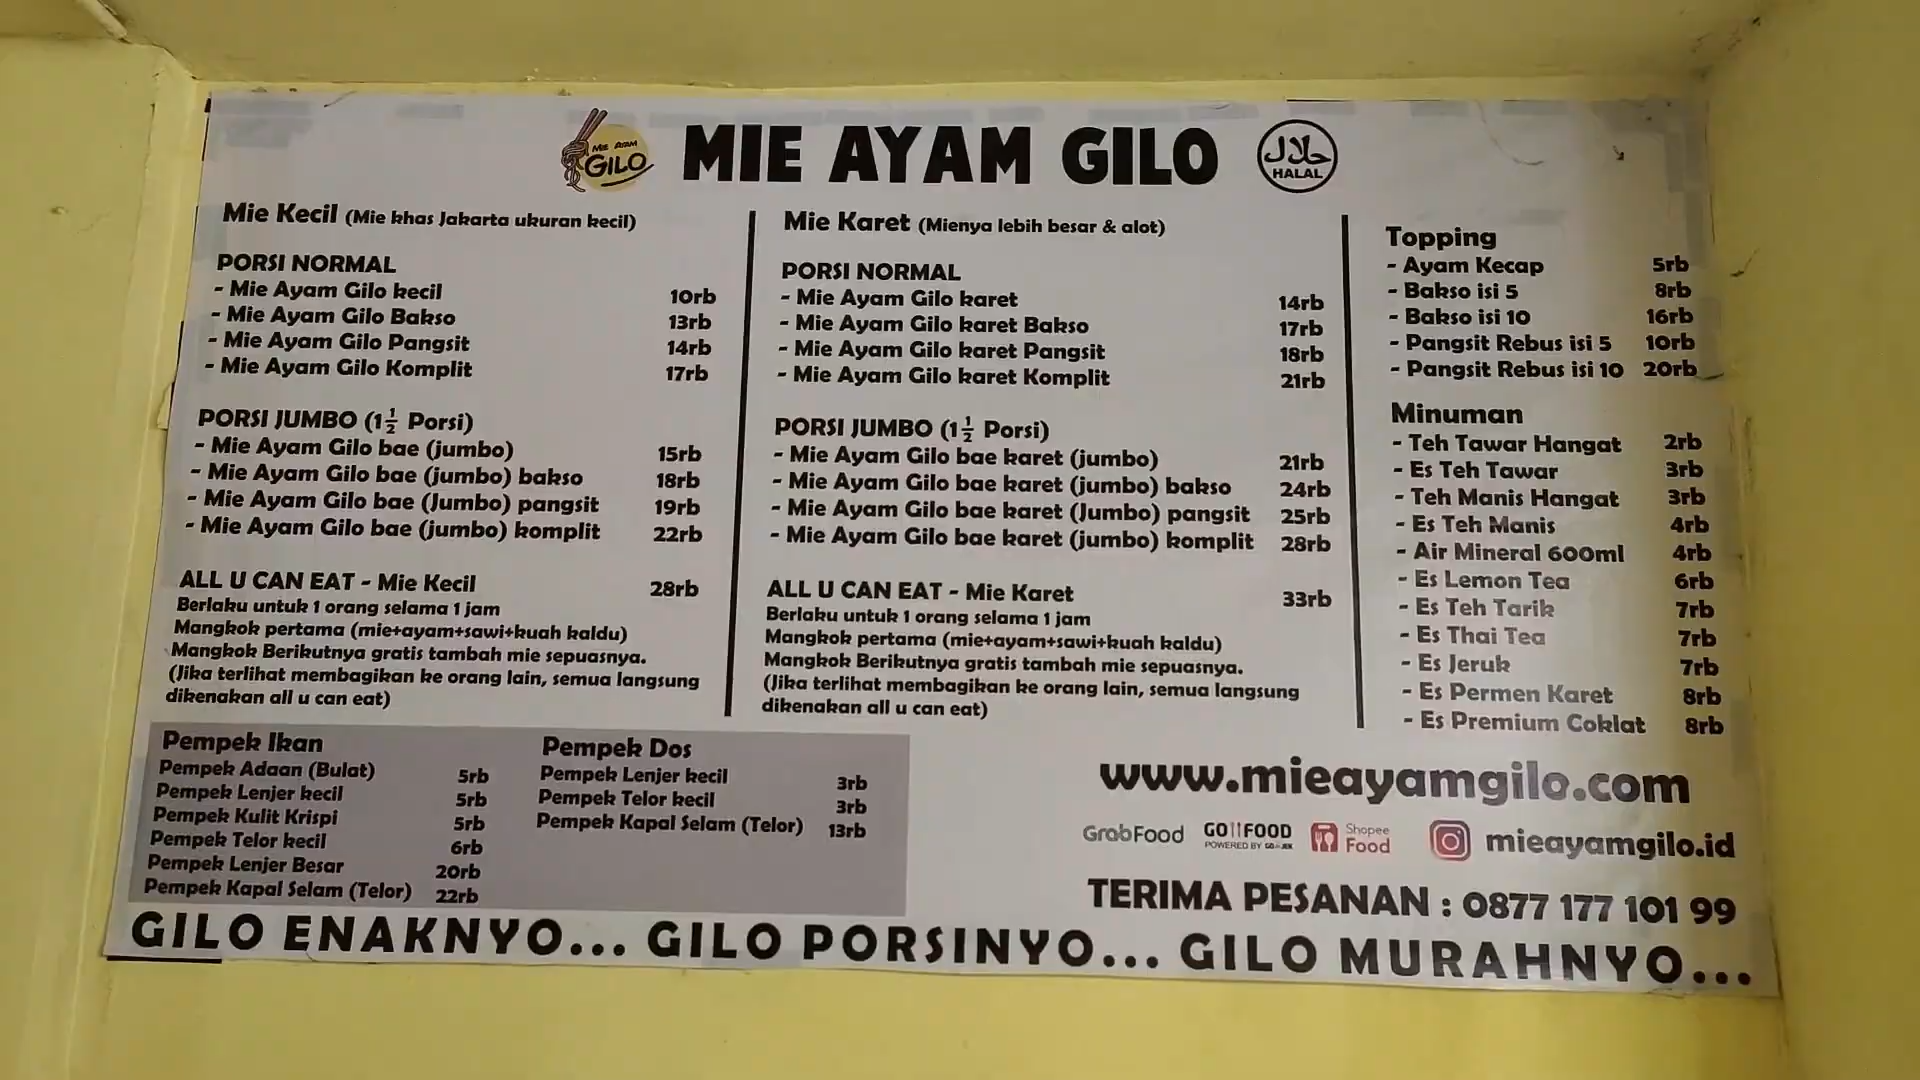 MIE AYAM
GILO
MIE AYAM GILO
حلال
HALAL
Mie Kecil (Mie khas Jakarta ukuran kecil)
PORSI NORMAL
- Mie Ayam Gilo kecil 10rb
- Mie Ayam Gilo Bakso 13rb
- Mie Ayam Gilo Pangsit 14rb
- Mie Ayam Gilo Komplit 17rb
PORSI JUMBO (1½ Porsi)
- Mie Ayam Gilo bae (jumbo) 15rb
- Mie Ayam Gilo bae (jumbo) bakso 18rb
- Mie Ayam Gilo bae (Jumbo) pangsit 19rb
- Mie Ayam Gilo bae (jumbo) komplit 22rb
ALL U CAN EAT - Mie Kecil 28rb
Berlaku untuk 1 orang selama 1 jam
Mangkok pertama (mie+ayam+sawi+kuah kaldu)
Mangkok Berikutnya gratis tambah mie sepuasnya.
(Jika terlihat membagikan ke orang lain, semua langsung
dikenakan all u can eat)
Mie Karet (Mienya lebih besar & alot)
PORSI NORMAL
- Mie Ayam Gilo karet 14rb
- Mie Ayam Gilo karet Bakso 17rb
- Mie Ayam Gilo karet Pangsit 18rb
- Mie Ayam Gilo karet Komplit 21rb
PORSI JUMBO (1½ Porsi)
- Mie Ayam Gilo bae karet (jumbo) 21rb
- Mie Ayam Gilo bae karet (jumbo) bakso 24rb
- Mie Ayam Gilo bae karet (Jumbo) pangsit 25rb
- Mie Ayam Gilo bae karet (jumbo) komplit 28rb
ALL U CAN EAT - Mie Karet 33rb
Berlaku untuk 1 orang selama 1 jam
Mangkok pertama (mie+ayam+sawi+kuah kaldu)
Mangkok Berikutnya gratis tambah mie sepuasnya.
(Jika terlihat membagikan ke orang lain, semua langsung
dikenakan all u can eat)
Topping
- Ayam Kecap 5rb
- Bakso isi 5 8rb
- Bakso isi 10 16rb
- Pangsit Rebus isi 5 10rb
- Pangsit Rebus isi 10 20rb
Minuman
- Teh Tawar Hangat 2rb
- Es Teh Tawar 3rb
- Teh Manis Hangat 3rb
- Es Teh Manis 4rb
- Air Mineral 600ml 4rb
- Es Lemon Tea 6rb
- Es Teh Tarik 7rb
- Es Thai Tea 7rb
- Es Jeruk 7rb
- Es Permen Karet 8rb
- Es Premium Coklat 8rb
Pempek Ikan
Pempek Adaan (Bulat) 5rb
Pempek Lenjer kecil 5rb
Pempek Kulit Krispi 5rb
Pempek Telor kecil 6rb
Pempek Lenjer Besar 20rb
Pempek Kapal Selam (Telor) 22rb
Pempek Dos
Pempek Lenjer kecil 3rb
Pempek Telor kecil 3rb
Pempek Kapal Selam (Telor) 13rb
www.mieayamgilo.com
GrabFood
GOFOOD
POWERED BY GOJEK
Shopee
Food
mieayamgilo.id
TERIMA PESANAN : 0877 177 101 99
GILO ENAKNYO... GILO PORSINYO... GILO MURAHNYO...